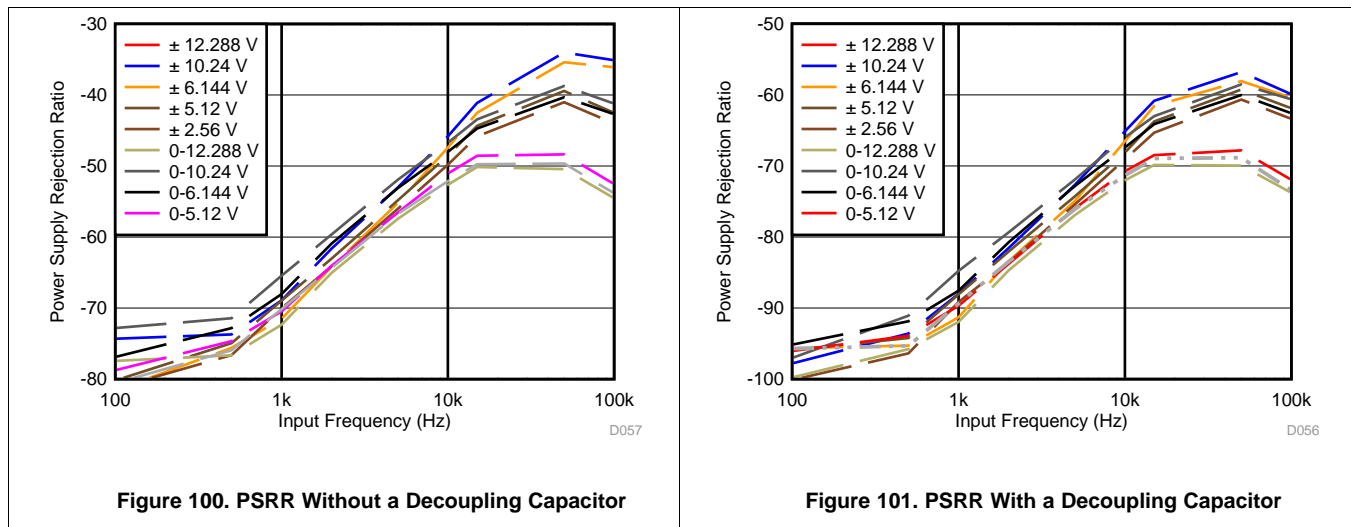 -30
-40
-50
-60
-70
-80
Power Supply Rejection Ratio
± 12.288 V
± 10.24 V
± 6.144 V
± 5.12 V
± 2.56 V
0-12.288 V
0-10.24 V
0-6.144 V
0-5.12 V
100
1k
10k
100k
Input Frequency (Hz)
D057
Figure 100. PSRR Without a Decoupling Capacitor
-50
-60
-70
-80
-90
-100
Power Supply Rejection Ratio
± 12.288 V
± 10.24 V
± 6.144 V
± 5.12 V
± 2.56 V
0-12.288 V
0-10.24 V
0-6.144 V
0-5.12 V
100
1k
10k
100k
Input Frequency (Hz)
D056
Figure 101. PSRR With a Decoupling Capacitor